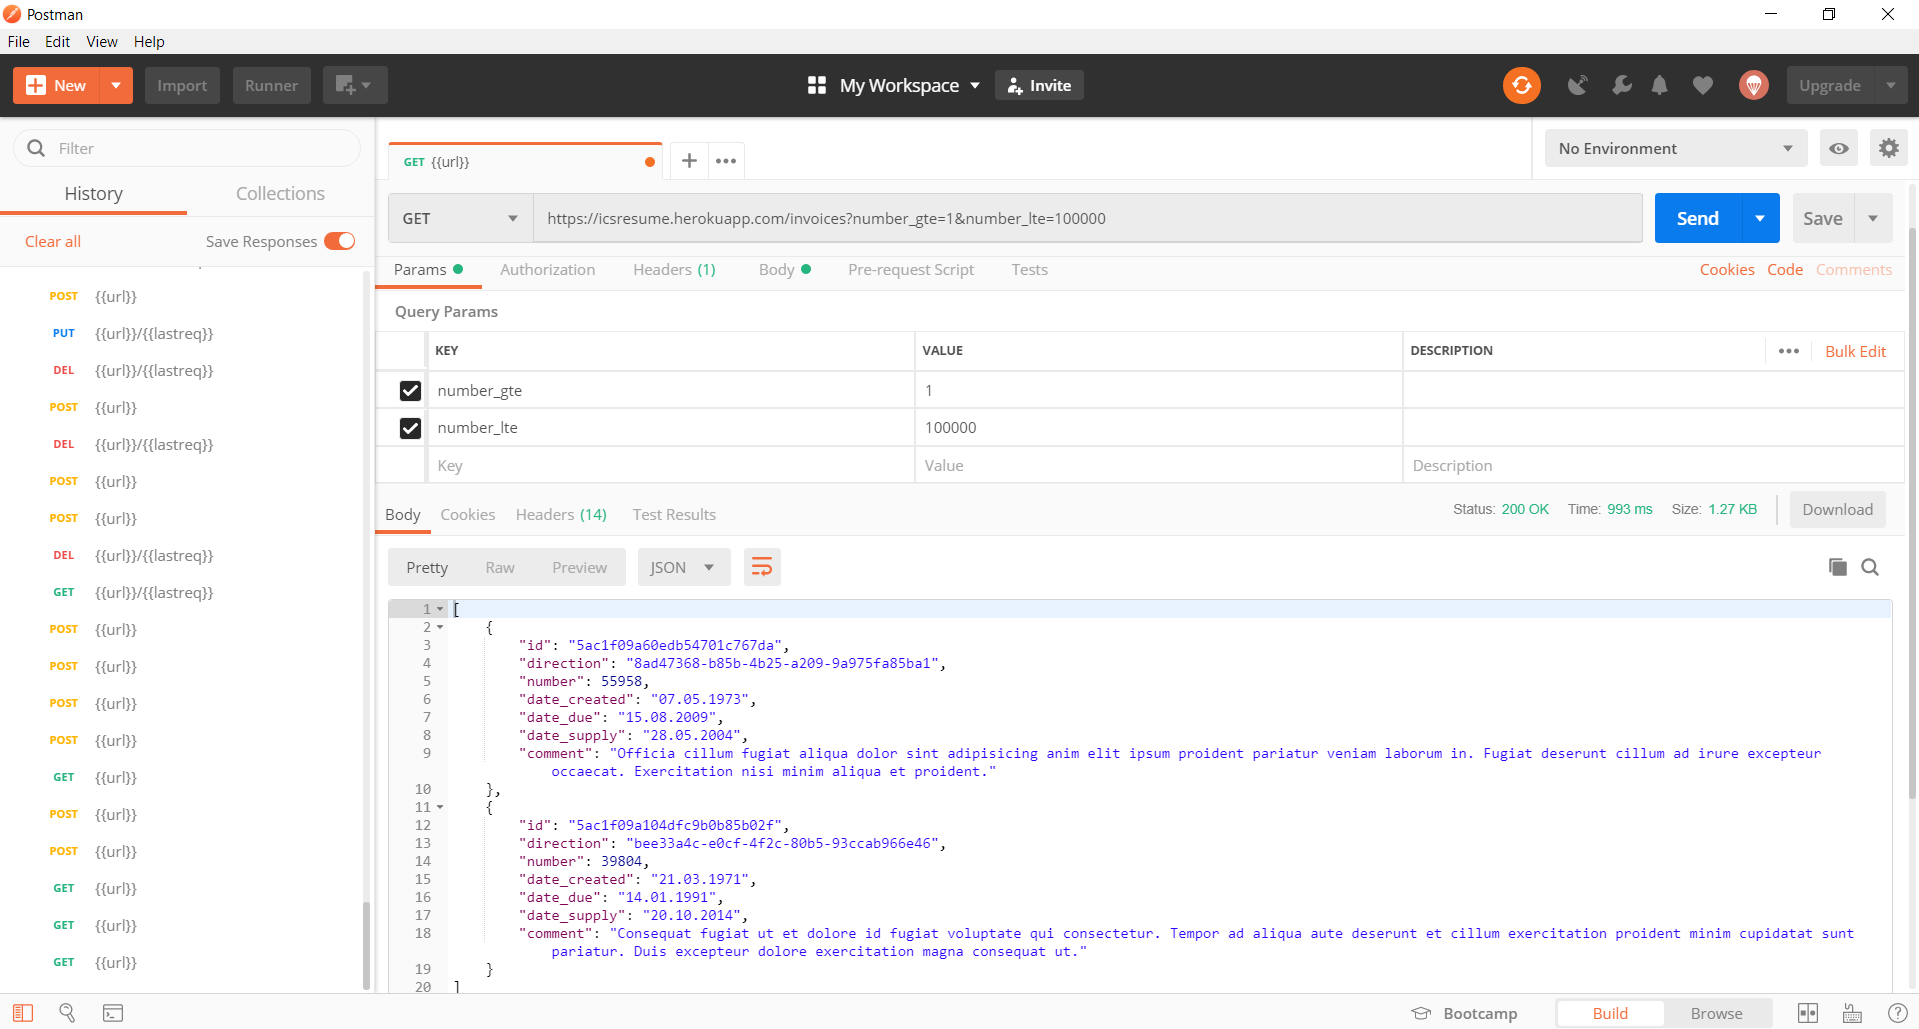 Postman
File Edit View Help
New Import Runner My Workspace Invite Upgrade
Filter
History Collections
Clear all Save Responses
POST {{url}}
PUT {{url}}/{{lastreq}}
DEL {{url}}/{{lastreq}}
POST {{url}}
DEL {{url}}/{{lastreq}}
POST {{url}}
POST {{url}}
DEL {{url}}/{{lastreq}}
GET {{url}}/{{lastreq}}
POST {{url}}
POST {{url}}
POST {{url}}
POST {{url}}
GET {{url}}
POST {{url}}
POST {{url}}
GET {{url}}
GET {{url}}
GET {{url}}
GET {{url}}
No Environment
GET https://icsresume.herokuapp.com/invoices?number_gte=1&number_lte=100000 Send Save
Params Authorization Headers (1) Body Pre-request Script Tests Cookies Code Comments
Query Params
KEY VALUE DESCRIPTION Bulk Edit
number_gte 1
number_lte 100000
Key Value Description
Body Cookies Headers (14) Test Results Status: 200 OK Time: 993 ms Size: 1.27 KB Download
Pretty Raw Preview JSON
1 [
2 {
3 "id": "5ac1f09a60edb54701c767da",
4 "direction": "8ad47368-b85b-4b25-a209-9a975fa85ba1",
5 "number": 55958,
6 "date_created": "07.05.1973",
7 "date_due": "15.08.2009",
8 "date_supply": "28.05.2004",
9 "comment": "Officia cillum fugiat aliqua dolor sint adipisicing anim elit ipsum proident pariatur veniam laborum in. Fugiat deserunt cillum ad irure excepteur
occaecat. Exercitation nisi minim aliqua et proident."
10 },
11 {
12 "id": "5ac1f09a104dfc9b0b85b02f",
13 "direction": "bee33a4c-e0cf-4f2c-80b5-93ccab966e46",
14 "number": 39804,
15 "date_created": "21.03.1971",
16 "date_due": "14.01.1991",
17 "date_supply": "20.10.2014",
18 "comment": "Consequat fugiat ut et dolore id fugiat voluptate qui consectetur. Tempor ad aliqua aute deserunt et cillum exercitation proident minim cupidatat sunt
pariatur. Duis excepteur dolore exercitation magna consequat ut."
19 }
20 ]
Bootcamp Build Browse